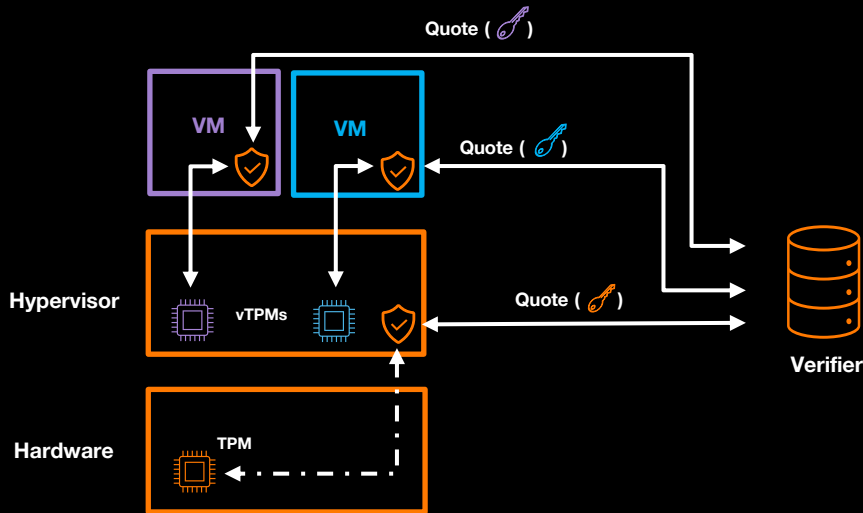 Quote ( )
VM
VM
Quote ( )
Hypervisor
vTPMs
Quote ( )
Verifier
Hardware
TPM